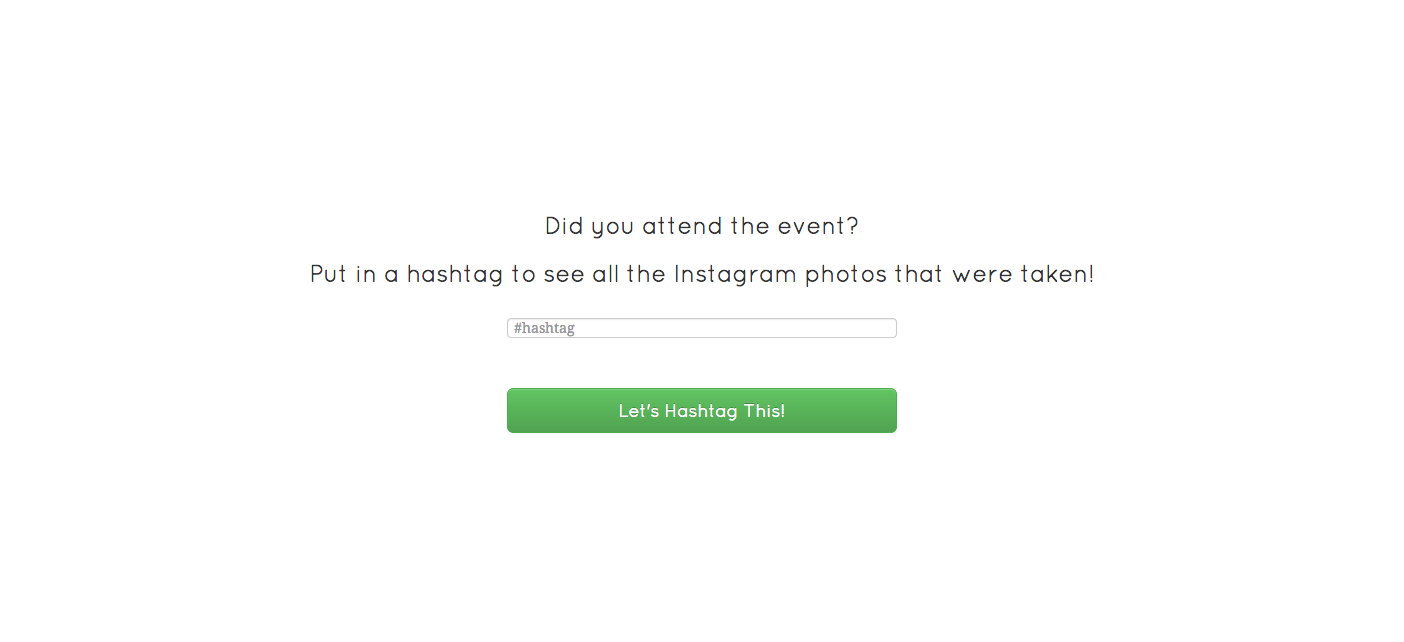 Did you attend the event?
Put in a hashtag to see all the Instagram photos that were taken!
#hashtag
Let's Hashtag This!